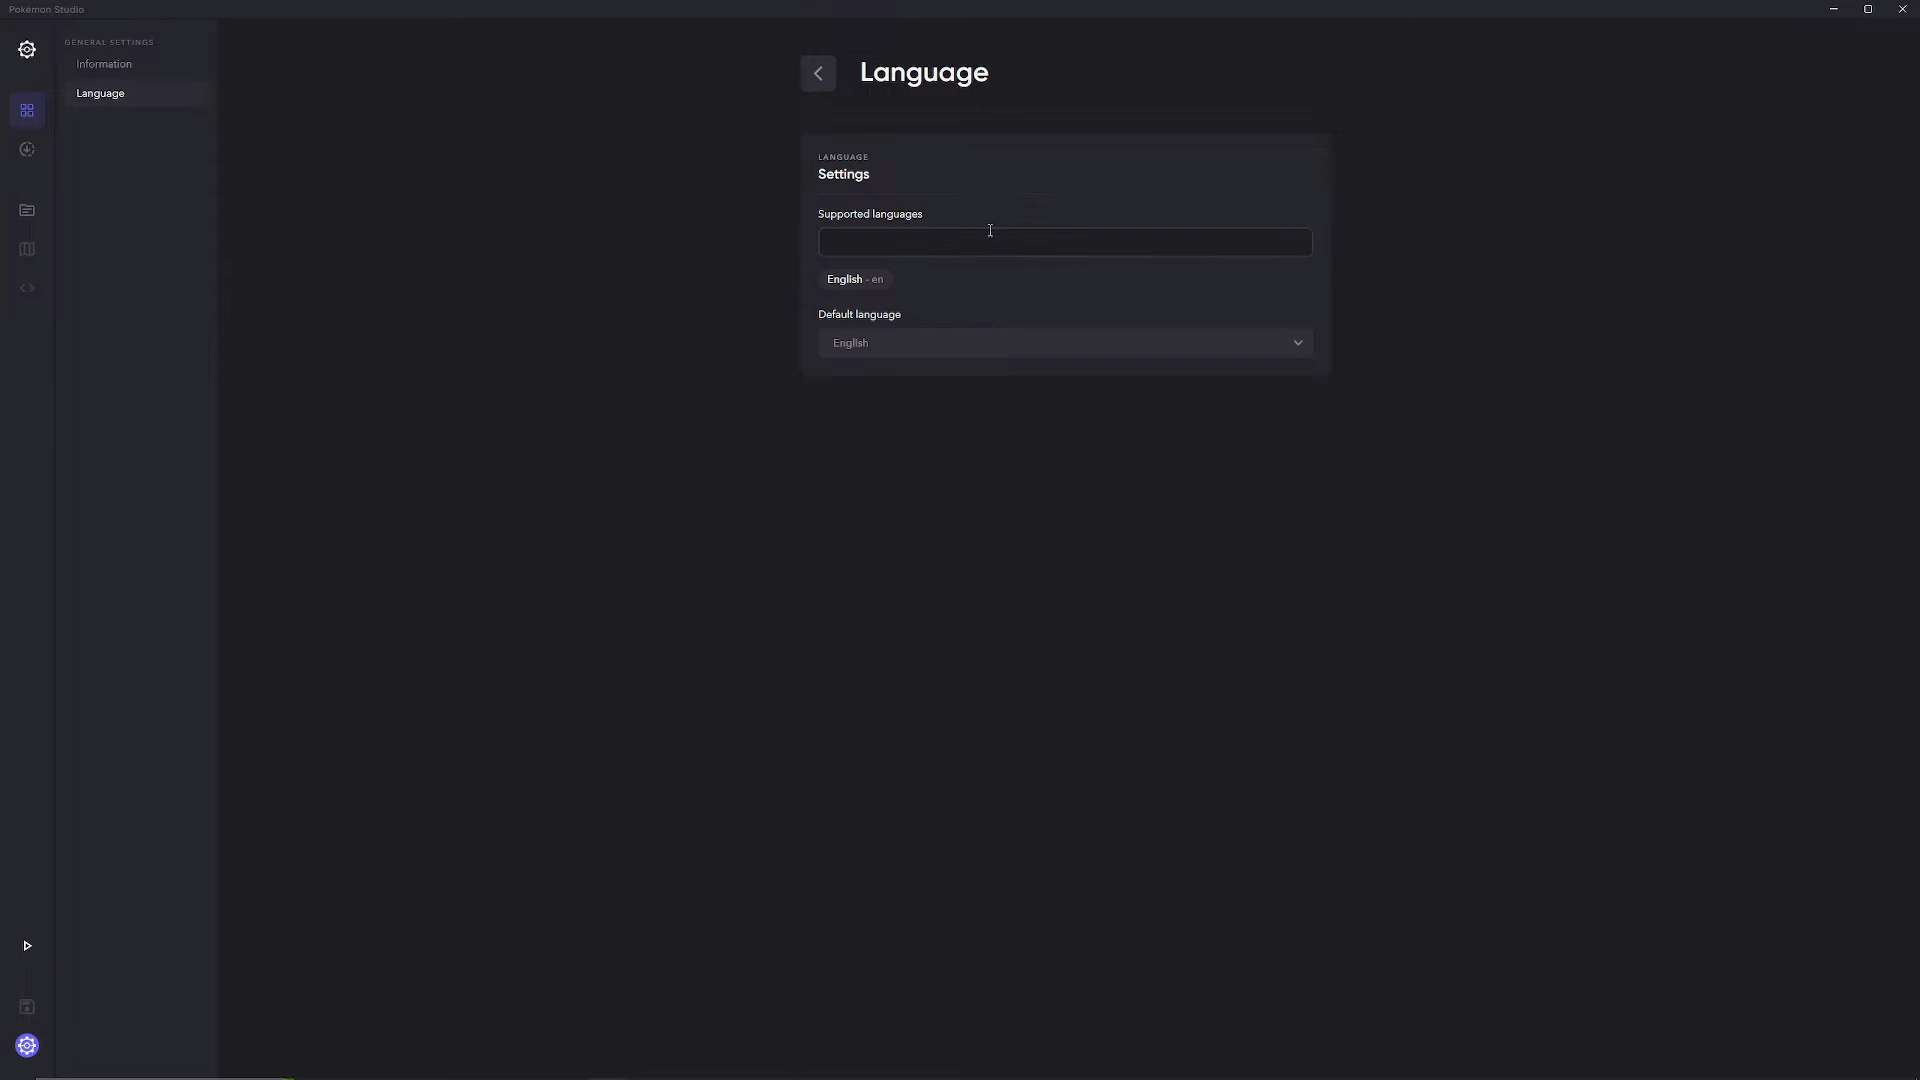 Pokémon Studio
GENERAL SETTINGS
Information
Language
Language
LANGUAGE
Settings
Supported languages
English - en
Default language
English